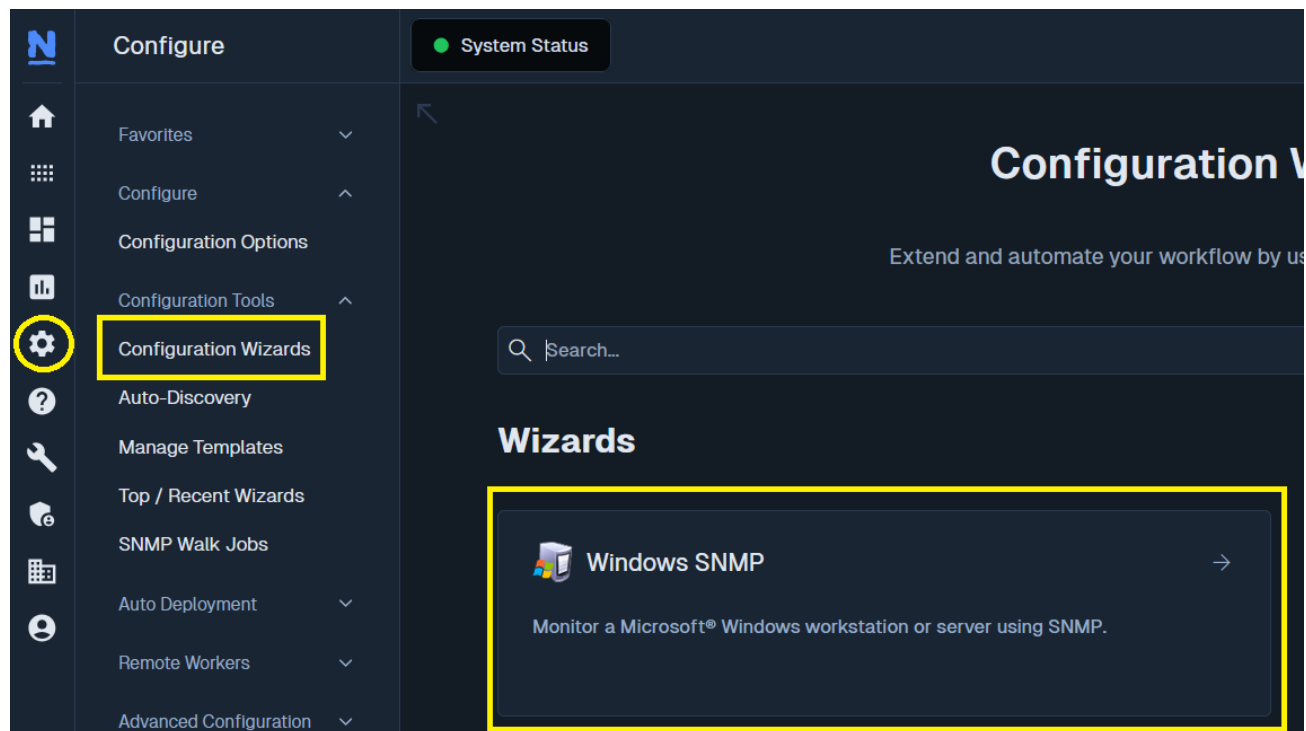 N
Configure
System Status
Favorites
Configure
Configuration Options
Configuration Tools
Configuration Wizards
Auto-Discovery
Manage Templates
Top / Recent Wizards
SNMP Walk Jobs
Auto Deployment
Remote Workers
Advanced Configuration
Configuration
Extend and automate your workflow by
Search...
Wizards
Windows SNMP
Monitor a Microsoft® Windows workstation or server using SNMP.